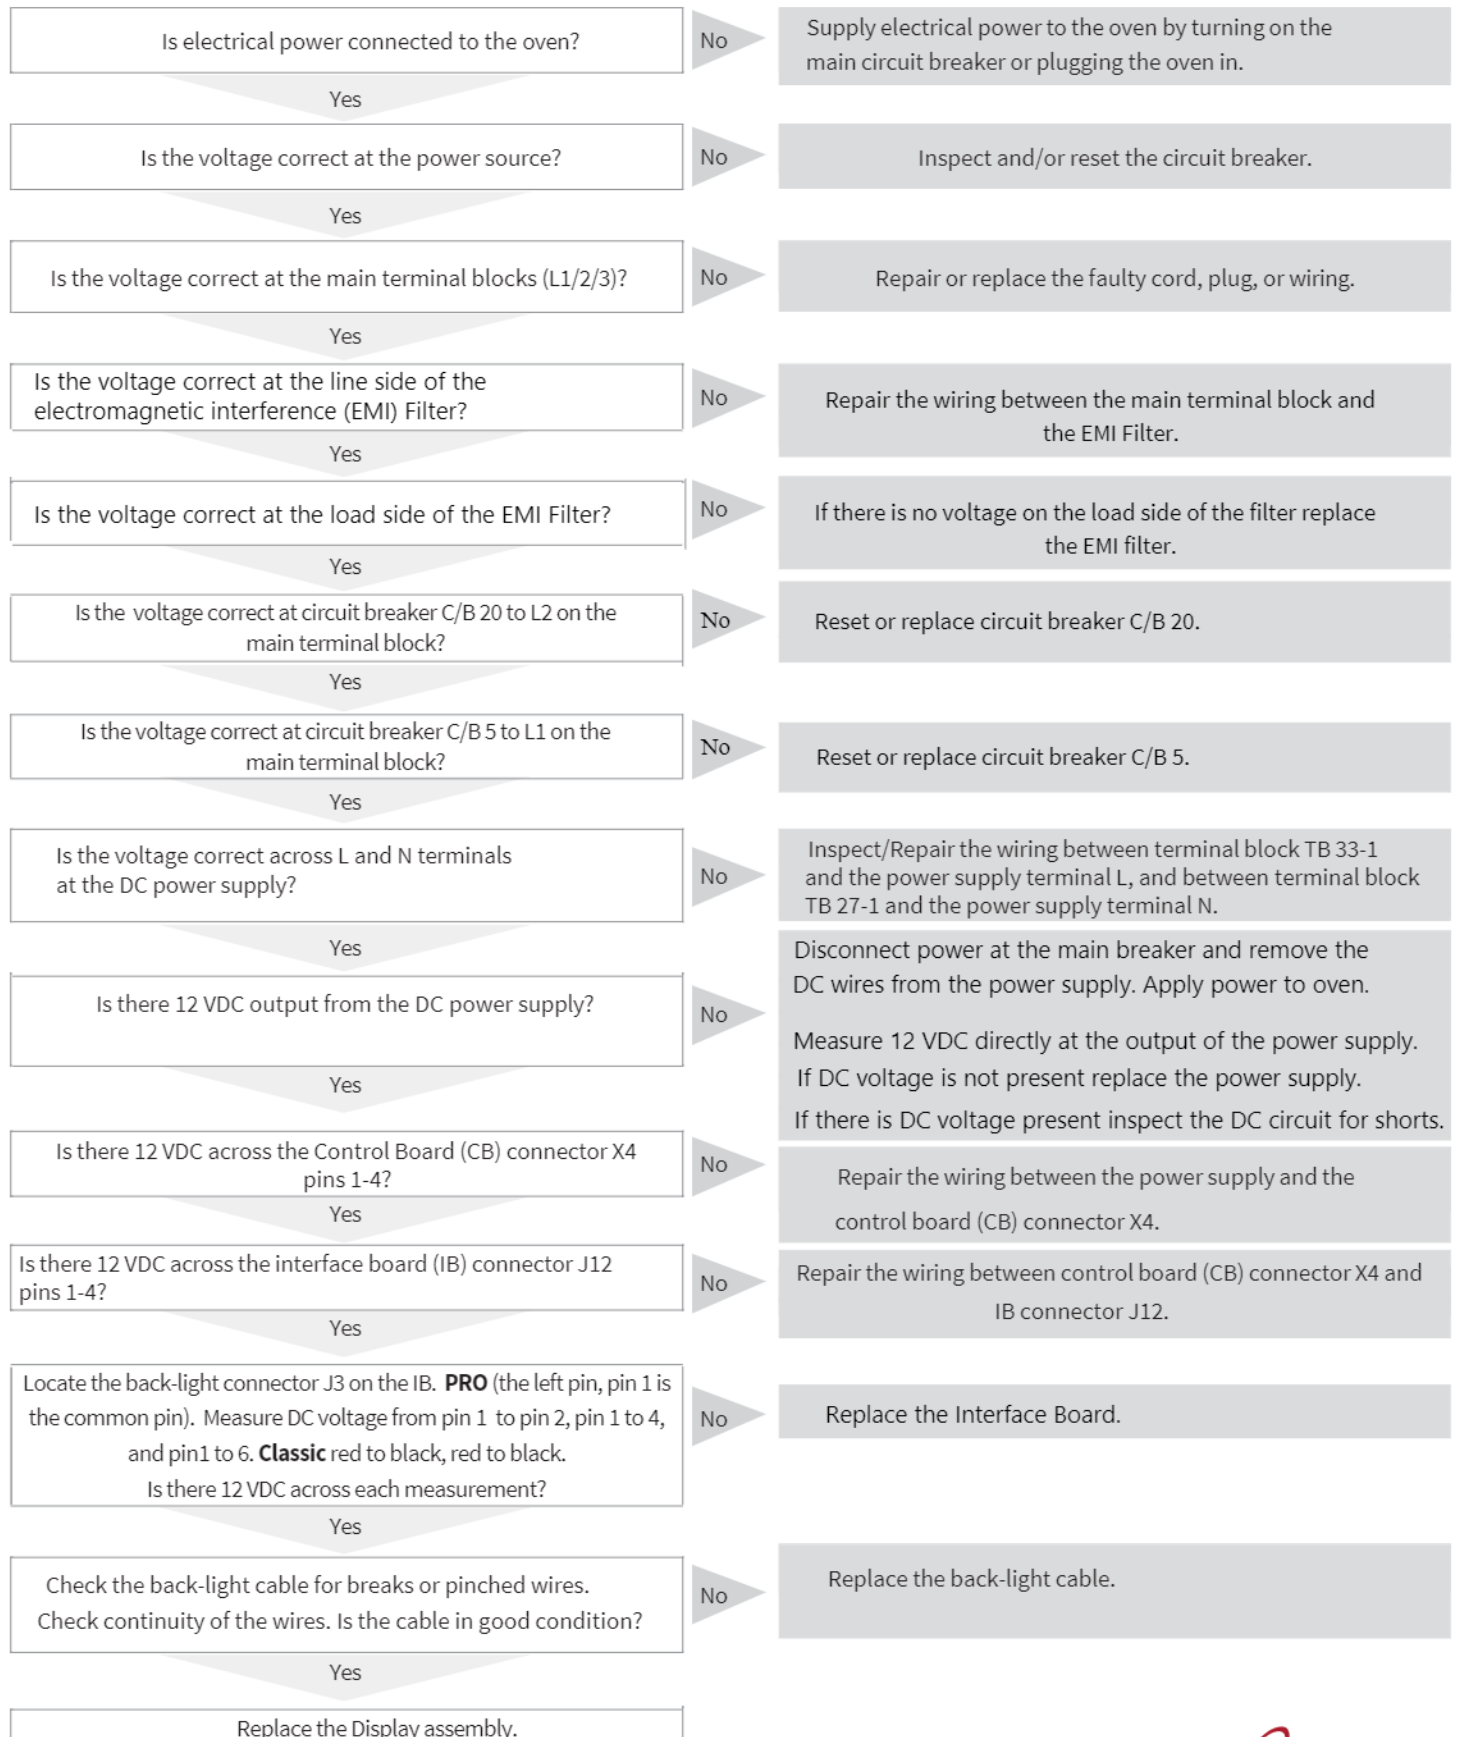 Is electrical power connected to the oven?
No
Supply electrical power to the oven by turning on the
main circuit breaker or plugging the oven in.
Yes
Is the voltage correct at the power source?
No
Inspect and/or reset the circuit breaker.
Yes
Is the voltage correct at the main terminal blocks (L1/2/3)?
No
Repair or replace the faulty cord, plug, or wiring.
Yes
Is the voltage correct at the line side of the
electromagnetic interference (EMI) Filter?
No
Repair the wiring between the main terminal block and
the EMI Filter.
Yes
Is the voltage correct at the load side of the EMI Filter?
No
If there is no voltage on the load side of the filter replace
the EMI filter.
Yes
Is the voltage correct at circuit breaker C/B 20 to L2 on the
main terminal block?
No
Reset or replace circuit breaker C/B 20.
Yes
Is the voltage correct at circuit breaker C/B 5 to L1 on the
main terminal block?
No
Reset or replace circuit breaker C/B 5.
Yes
Is the voltage correct across L and N terminals
at the DC power supply?
No
Inspect/Repair the wiring between terminal block TB 33-1
and the power supply terminal L, and between terminal block
TB 27-1 and the power supply terminal N.
Yes
Is there 12 VDC output from the DC power supply?
No
Disconnect power at the main breaker and remove the
DC wires from the power supply. Apply power to oven.
Measure 12 VDC directly at the output of the power supply.
If DC voltage is not present replace the power supply.
If there is DC voltage present inspect the DC circuit for shorts.
Yes
Is there 12 VDC across the Control Board (CB) connector X4
pins 1-4?
No
Repair the wiring between the power supply and the
control board (CB) connector X4.
Yes
Is there 12 VDC across the interface board (IB) connector J12
pins 1-4?
No
Repair the wiring between control board (CB) connector X4 and
IB connector J12.
Yes
Locate the back-light connector J3 on the IB. PRO (the left pin, pin 1 is
the common pin). Measure DC voltage from pin 1 to pin 2, pin 1 to 4,
and pin1 to 6. Classic red to black, red to black.
Is there 12 VDC across each measurement?
No
Replace the Interface Board.
Yes
Check the back-light cable for breaks or pinched wires.
Check continuity of the wires. Is the cable in good condition?
No
Replace the back-light cable.
Yes
Replace the Display assembly.